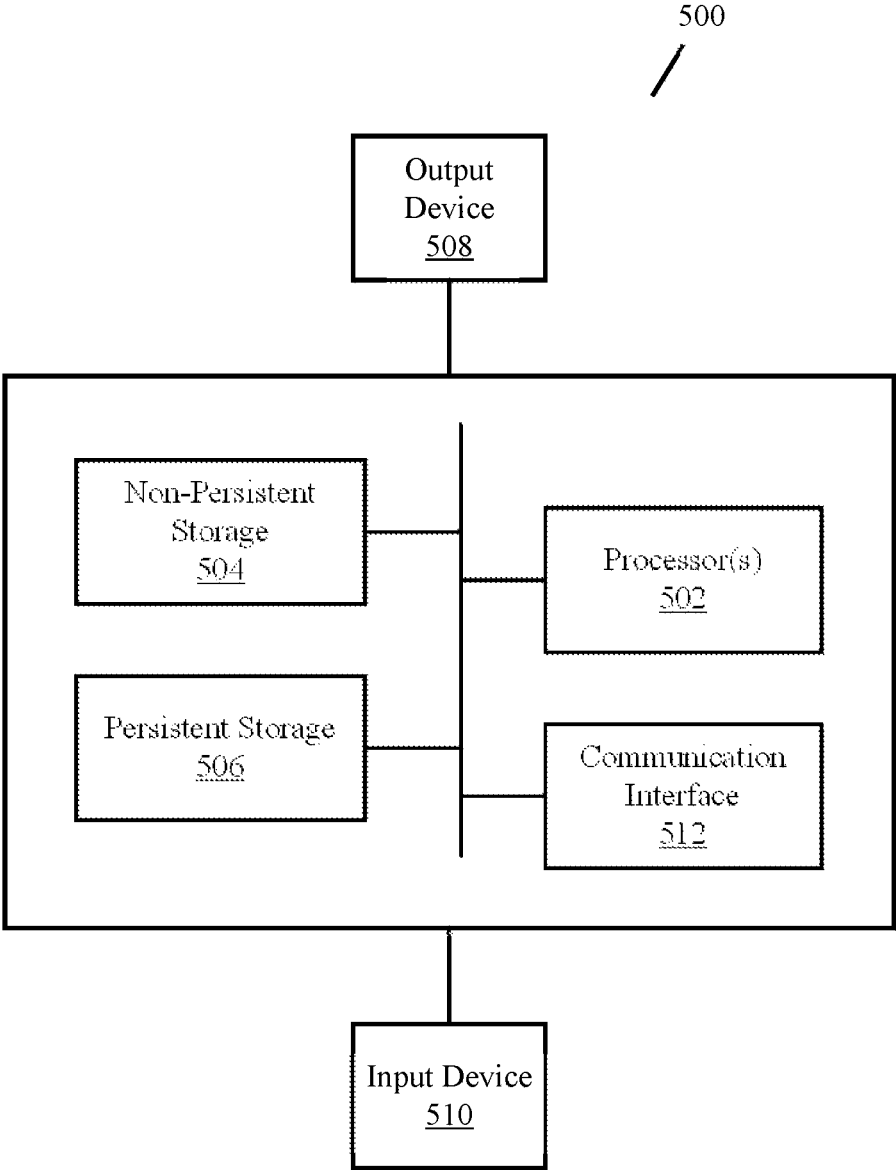 500
Output
Device
508
Non-Persistent
Storage
504
Processor(s)
502
Persistent Storage
506
Communication
Interface
512
Input Device
510